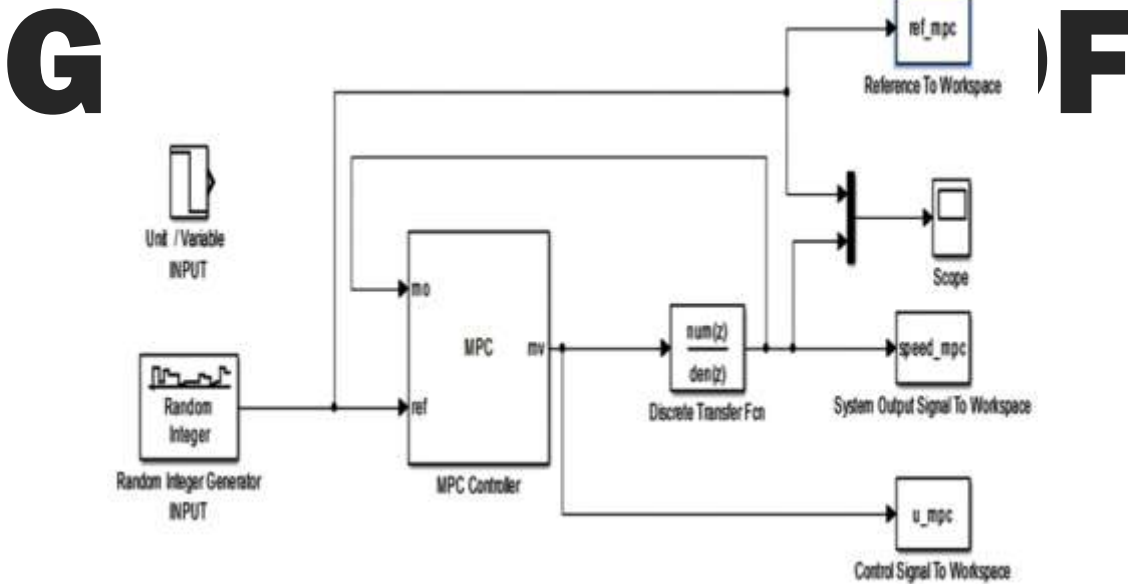 G
F
ref_mpc
Reference To Workspace
Unit / Variable
INPUT
mo
MPC
mv
ref
MPC Controller
num(z)
den(z)
Discrete Transfer Fcn
Scope
speed_mpc
System Output Signal To Workspace
Random
Integer
Random Integer Generator
INPUT
u_mpc
Control Signal To Workspace